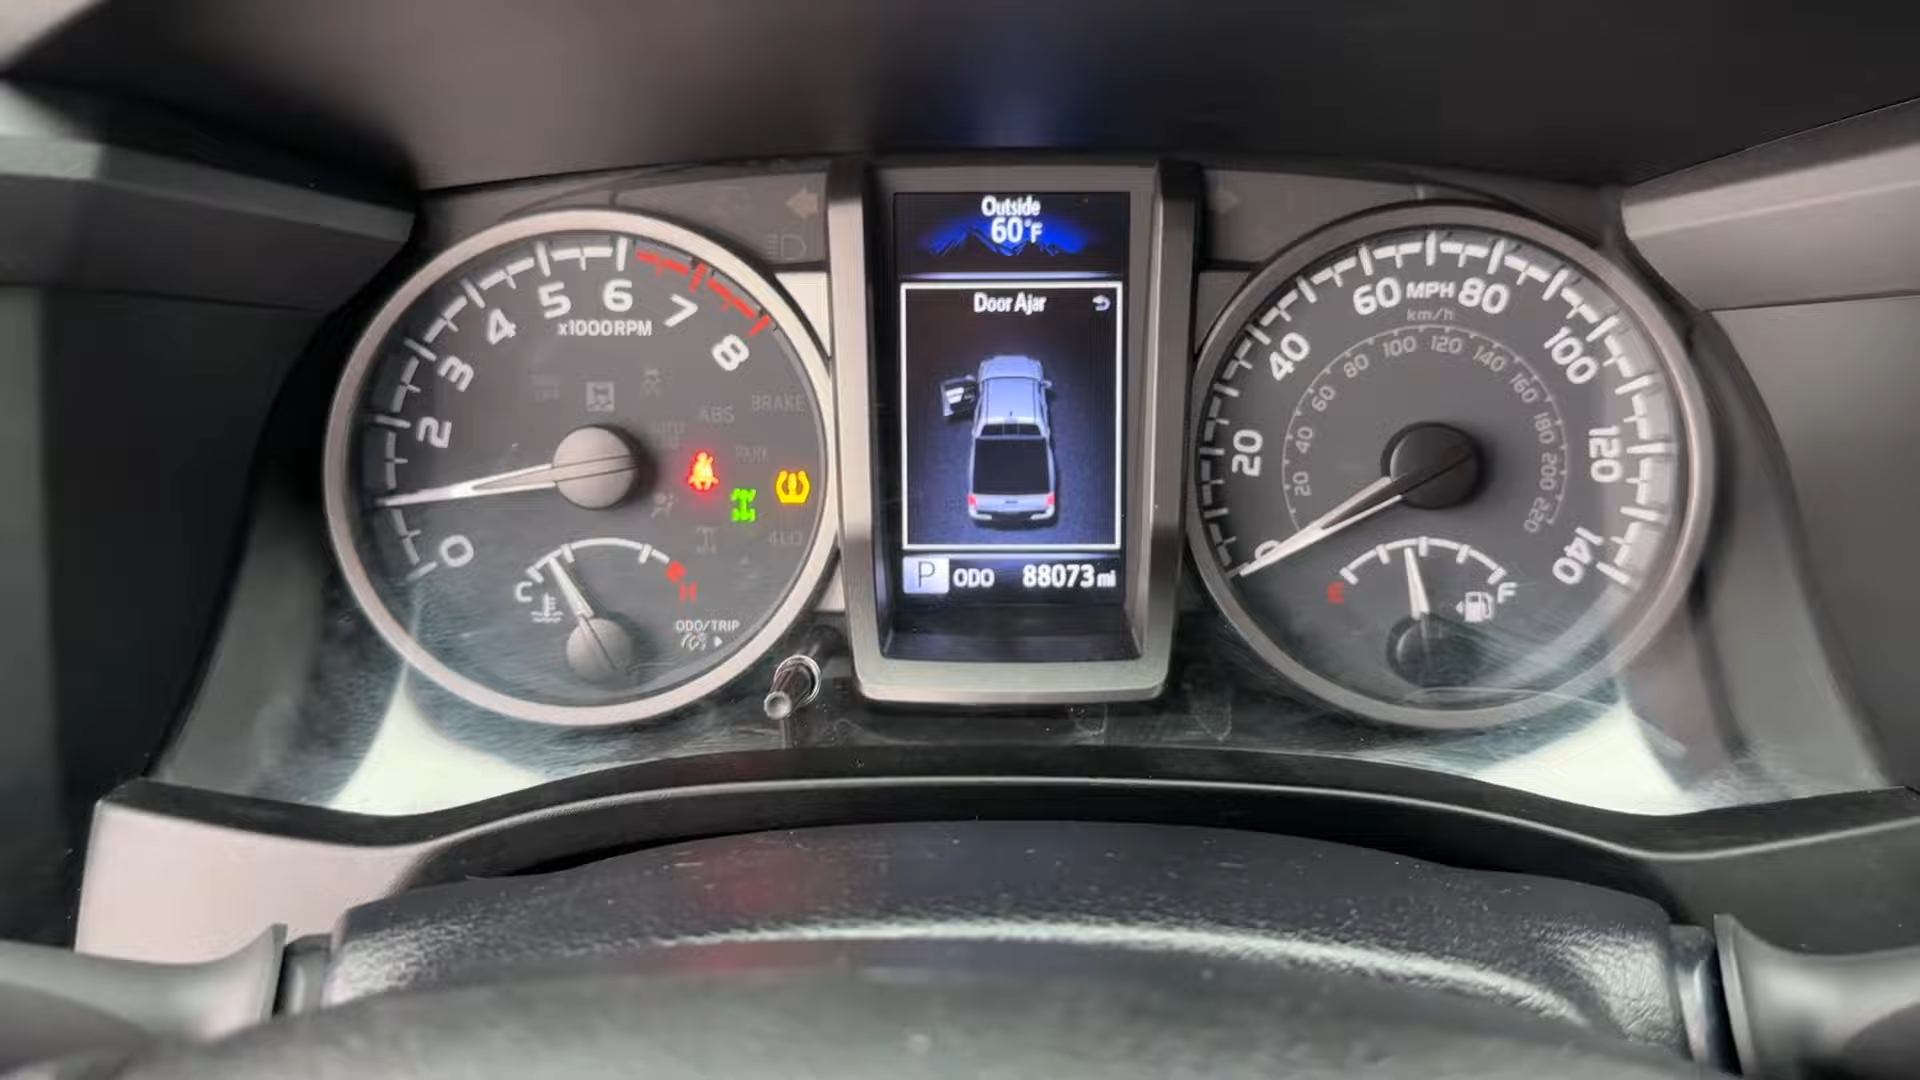 Outside
60°F
Door Ajar
P ODO 88073 mi
0
2
3
4
5
6
7
8
x1000RPM
ABS
BRAKE
PARK
4LO
C
H
ODO/TRIP
0
20
40
60
MPH
80
100
120
140
km/h
20
40
60
80
100
120
140
160
180
200
220
E
F